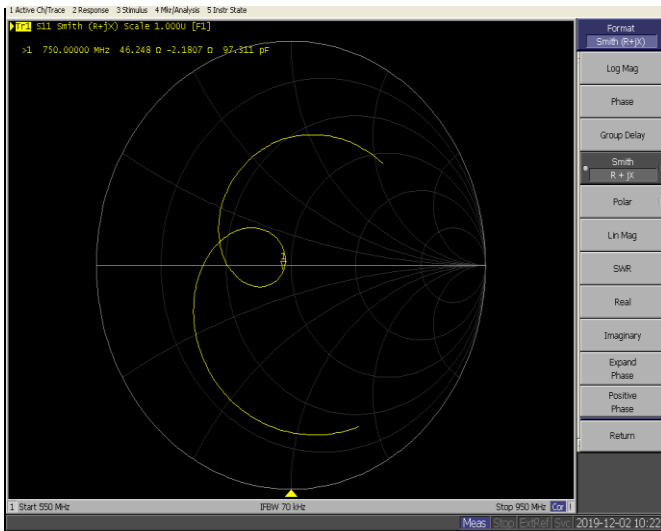 1 Active Ch/Trace 2 Response 3 Stimulus 4 Mkr/Analysis 5 Instr State
Tr1 S11 Smith (R+jX) Scale 1.000U [F1]
>1 750.00000 MHz 46.248 Ω -2.1807 Ω 97.311 pF
Format
Smith (R+jX)
Log Mag
Phase
Group Delay
Smith
R + jX
Polar
Lin Mag
SWR
Real
Imaginary
Expand
Phase
Positive
Phase
Return
1
1 Start 550 MHz IFBW 70 kHz Stop 950 MHz Cor !
Meas Stop ExtRef Svc 2019-12-02 10:22